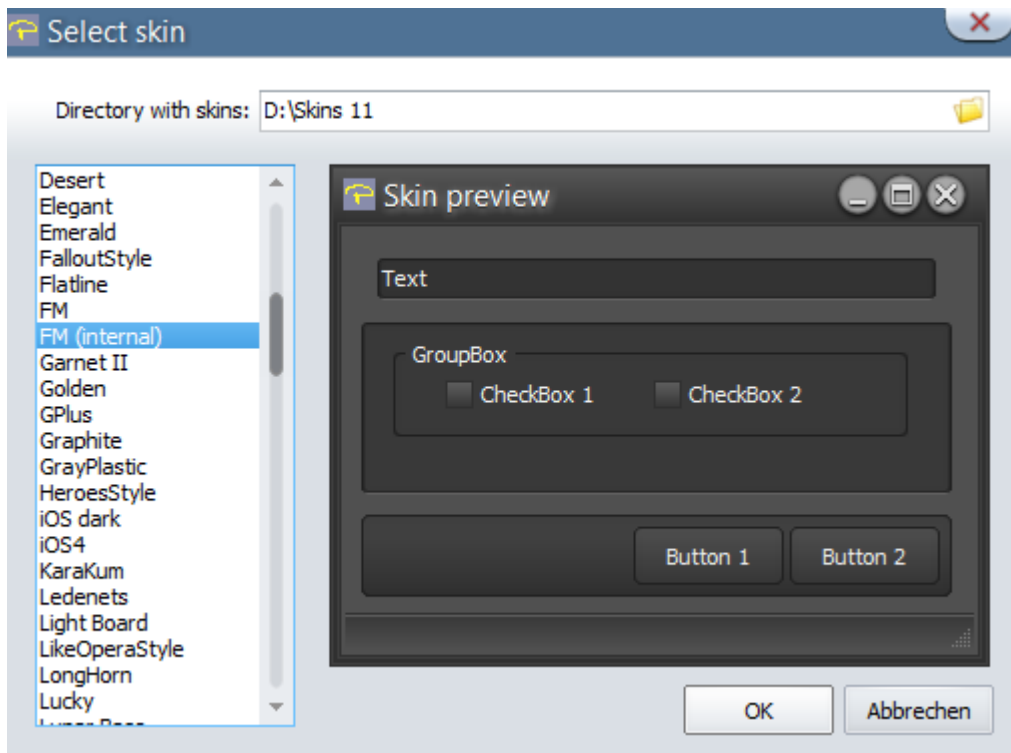 Select skin
Directory with skins: D:\Skins 11
Desert
Elegant
Emerald
FalloutStyle
Flatline
FM
FM (internal)
Garnet II
Golden
GPlus
Graphite
GrayPlastic
HeroesStyle
iOS dark
iOS4
KaraKum
Ledenets
Light Board
LikeOperaStyle
LongHorn
Lucky
Skin preview
Text
GroupBox
CheckBox 1 CheckBox 2
Button 1 Button 2
OK Abbrechen